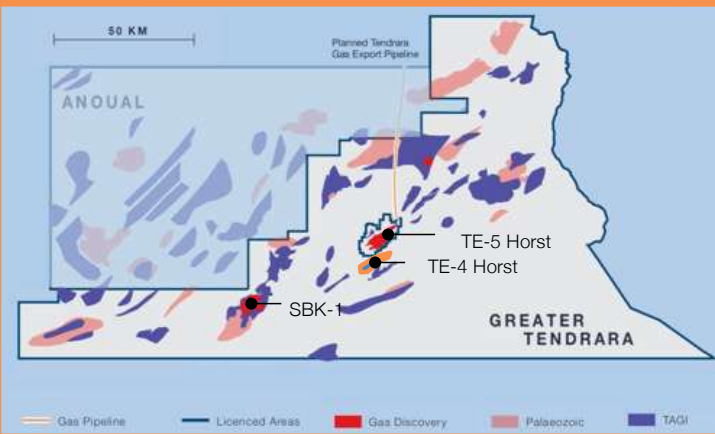 50 KM
Planned Tendrara
Gas Export Pipeline
ANOUAL
TE-5 Horst
TE-4 Horst
SBK-1
GREATER
TENDRARA
Gas Pipeline
Licenced Areas
Gas Discovery
Palaeozoic
TAGI